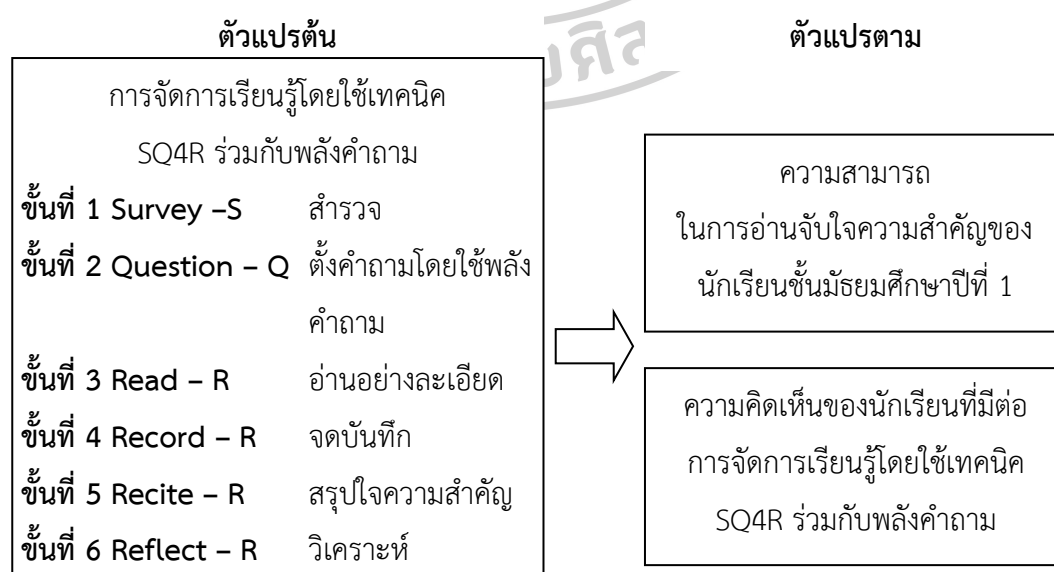 ตัวแปรต้น
การจัดการเรียนรู้โดยใช้เทคนิค
SQ4R ร่วมกับพลังคำถาม
ขั้นที่ 1 Survey –S สำรวจ
ขั้นที่ 2 Question – Q ตั้งคำถามโดยใช้พลัง
คำถาม
ขั้นที่ 3 Read – R อ่านอย่างละเอียด
ขั้นที่ 4 Record – R จดบันทึก
ขั้นที่ 5 Recite – R สรุปใจความสำคัญ
ขั้นที่ 6 Reflect – R วิเคราะห์
ตัวแปรตาม
ความสามารถ
ในการอ่านจับใจความสำคัญของ
นักเรียนชั้นมัธยมศึกษาปีที่ 1
ความคิดเห็นของนักเรียนที่มีต่อ
การจัดการเรียนรู้โดยใช้เทคนิค
SQ4R ร่วมกับพลังคำถาม